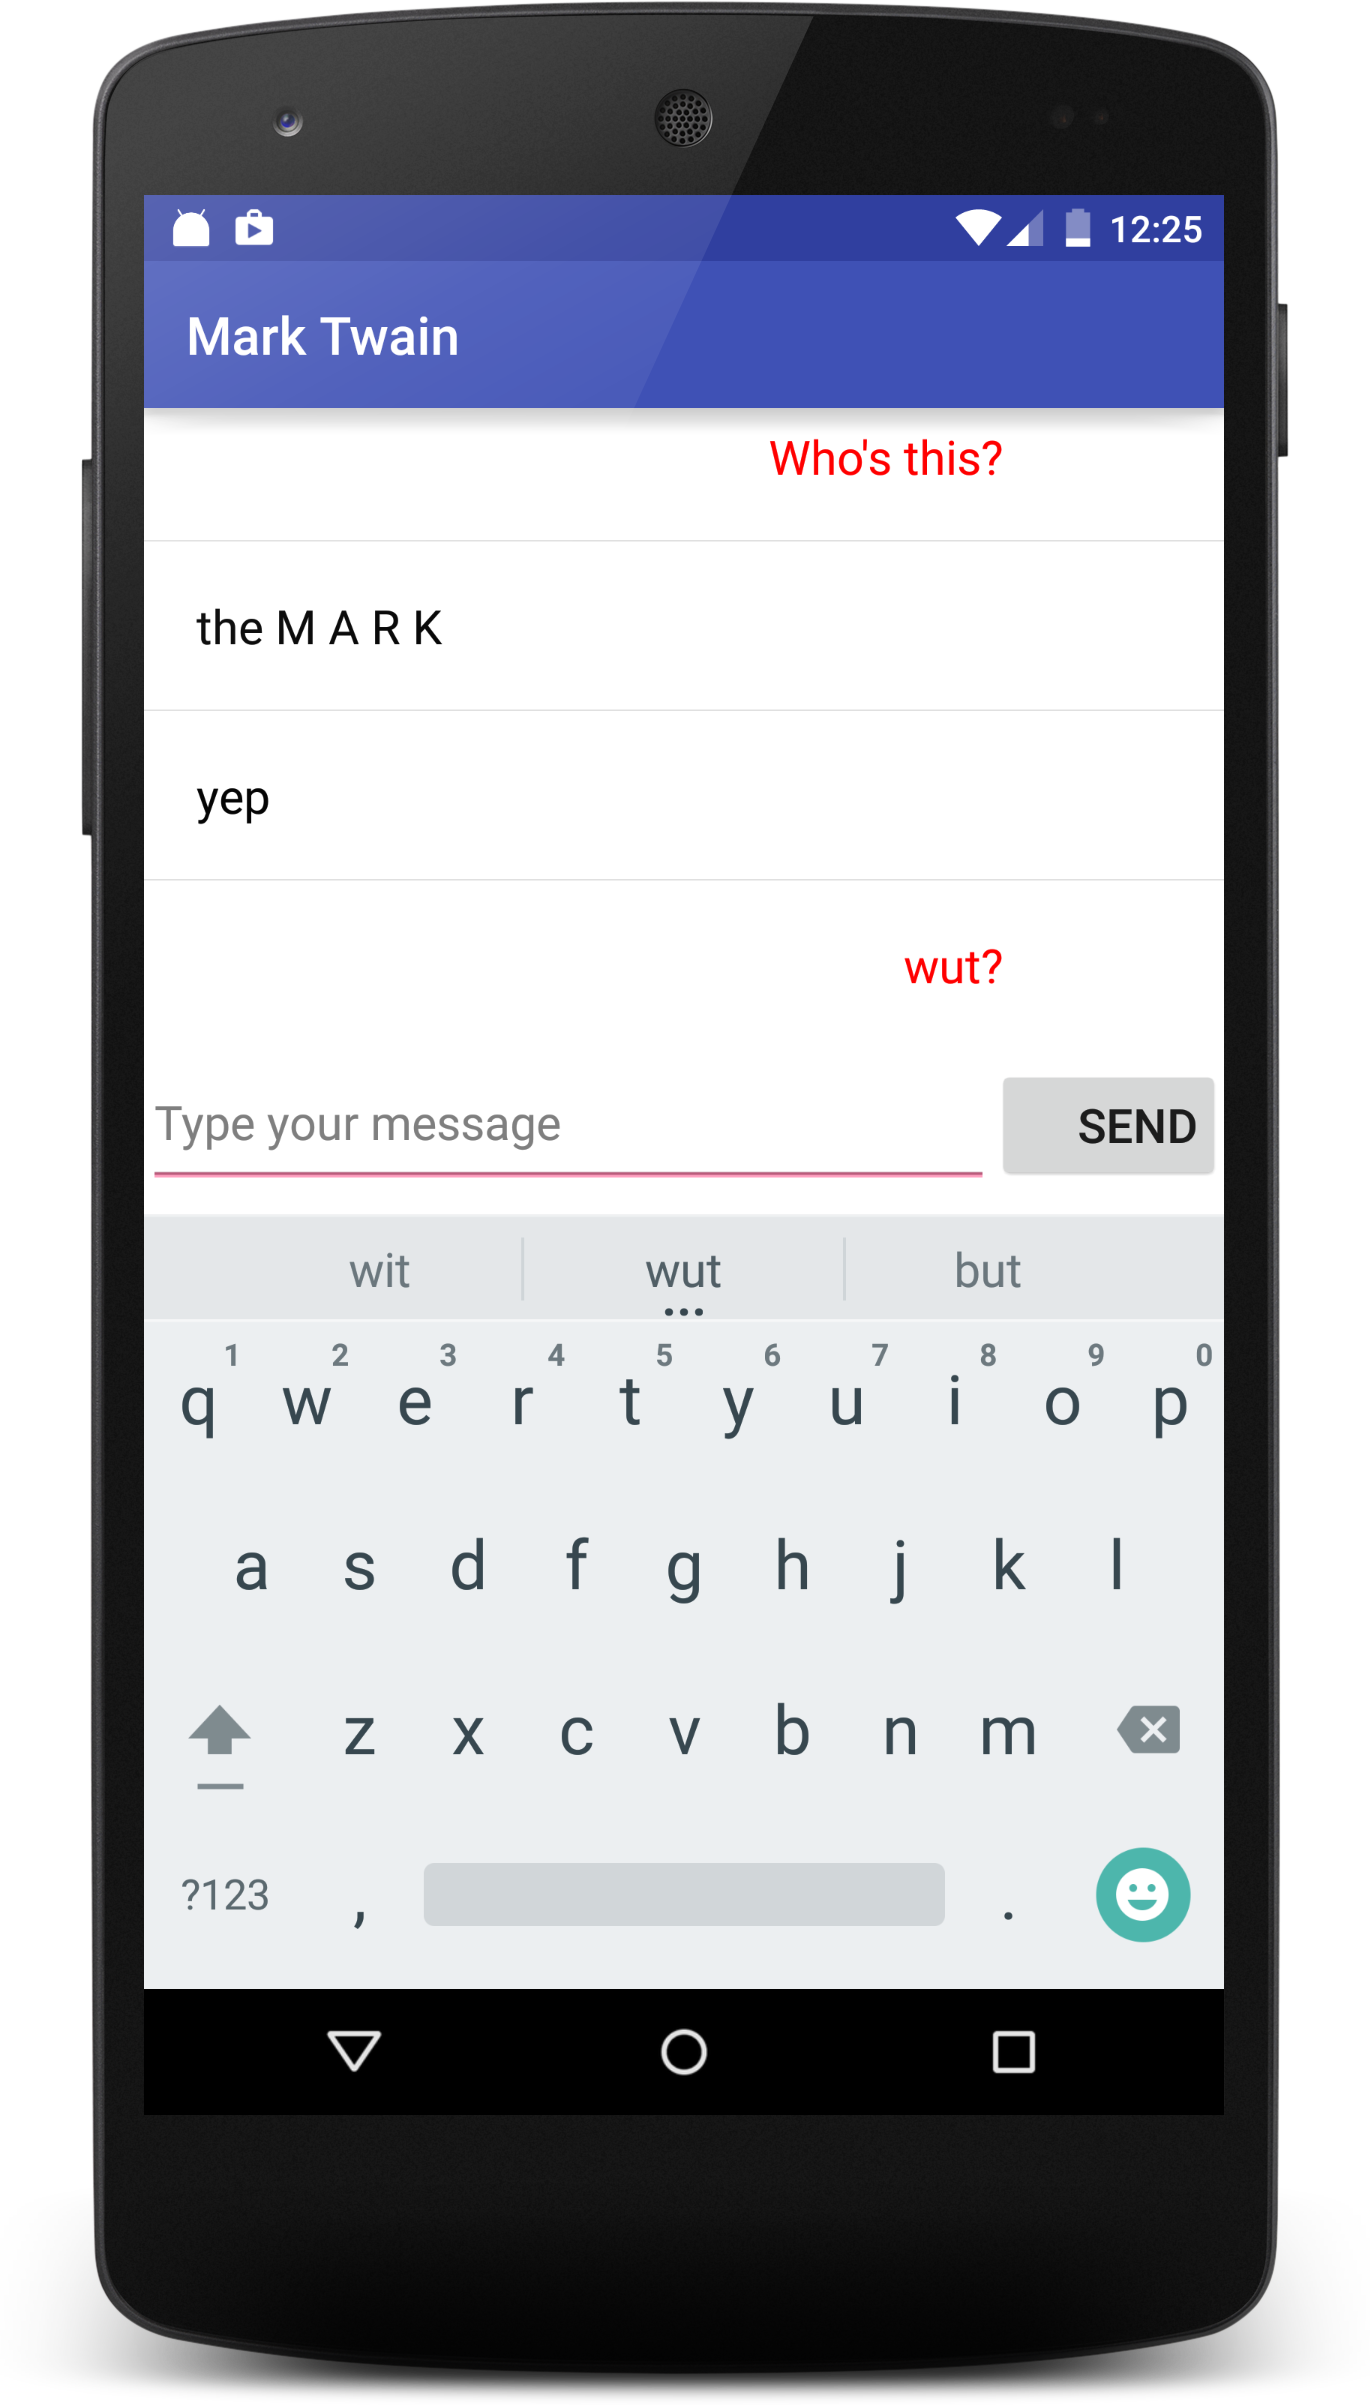 12:25
Mark Twain
Who's this?
the M A R K
yep
wut?
Type your message
SEND
wit wut but
1 2 3 4 5 6 7 8 9 0
q w e r t y u i o p
a s d f g h j k l
z x c v b n m
?123 , .